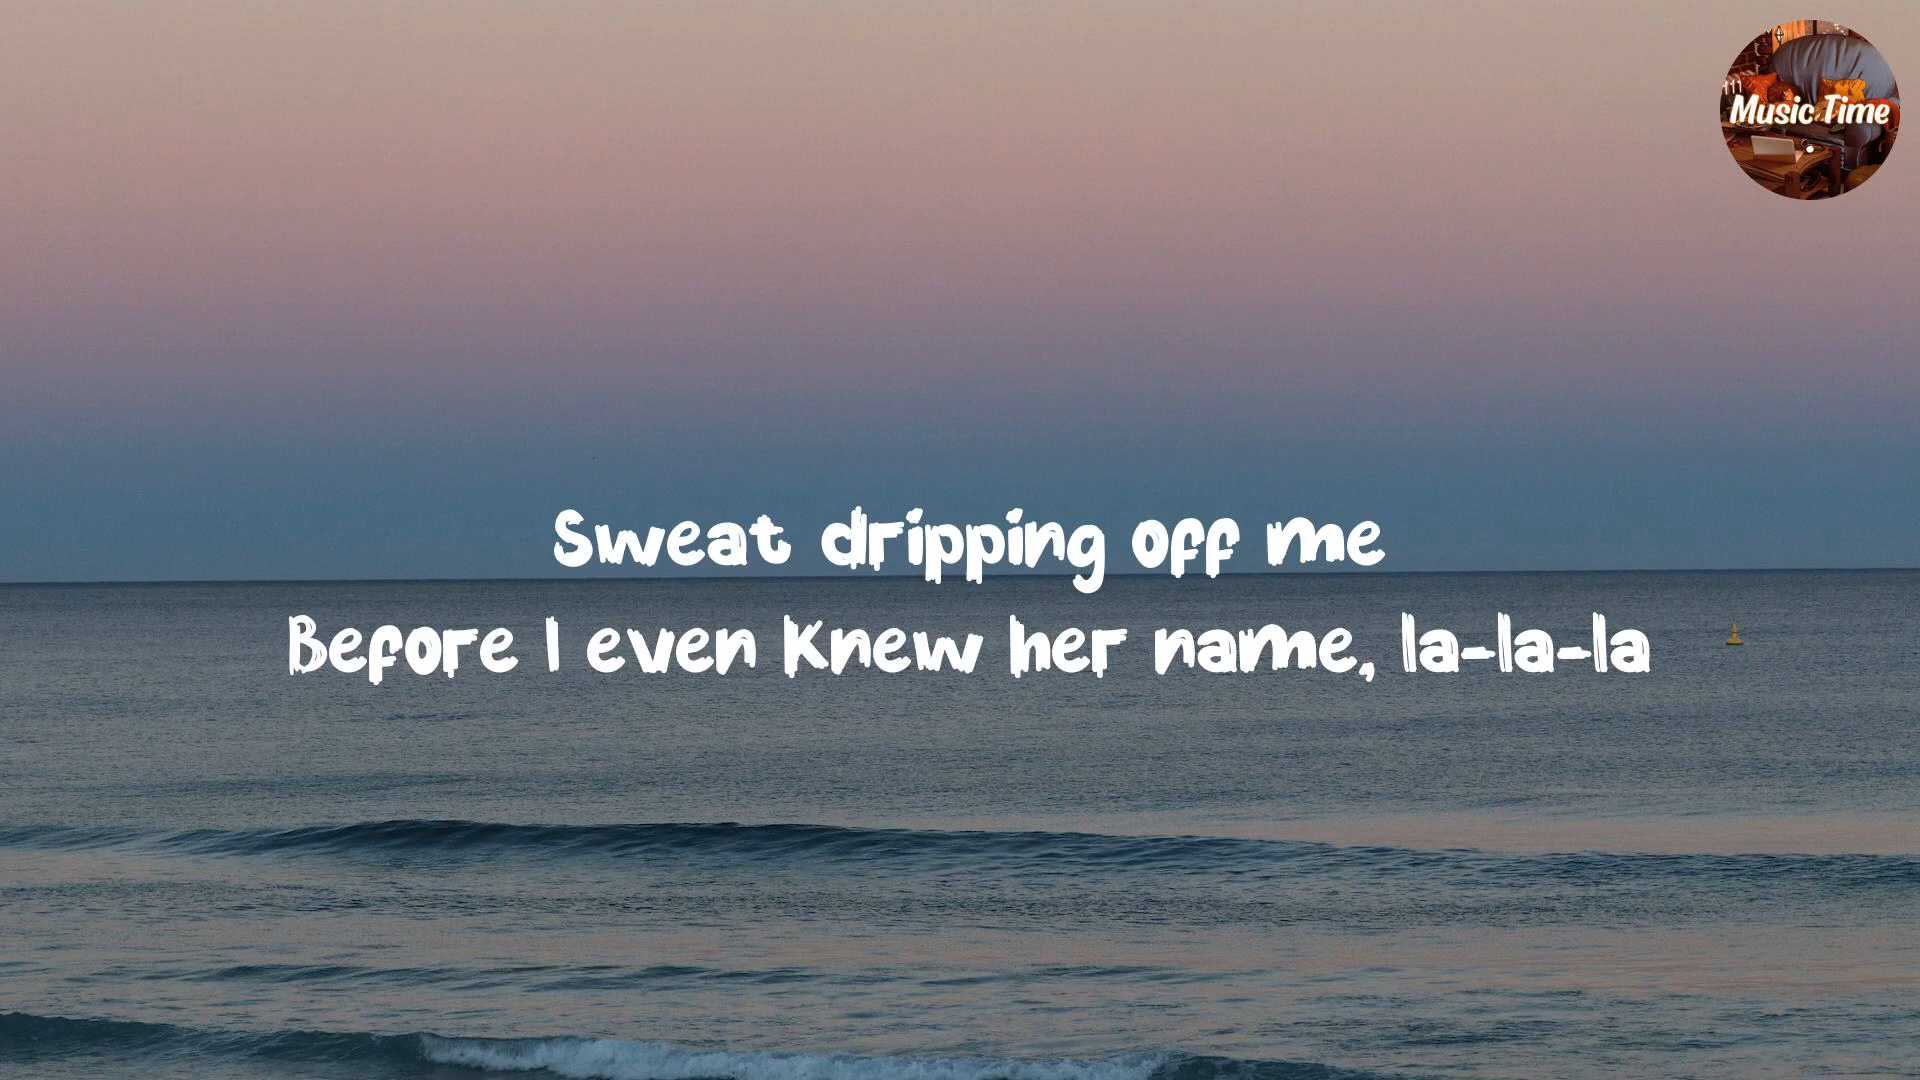 Music Time
Sweat dripping off me
Before I even knew her name, la-la-la